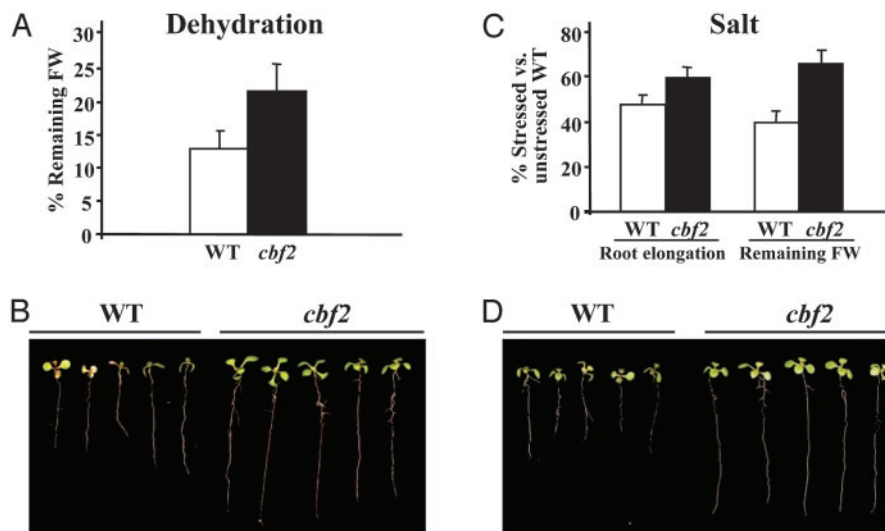 A
Dehydration
% Remaining FW
30
25
20
15
10
5
0
WT cbf2
C
Salt
% Stressed vs.
unstressed WT
80
60
40
20
0
WT cbf2 WT cbf2
Root elongation Remaining FW
B
WT cbf2
D
WT cbf2